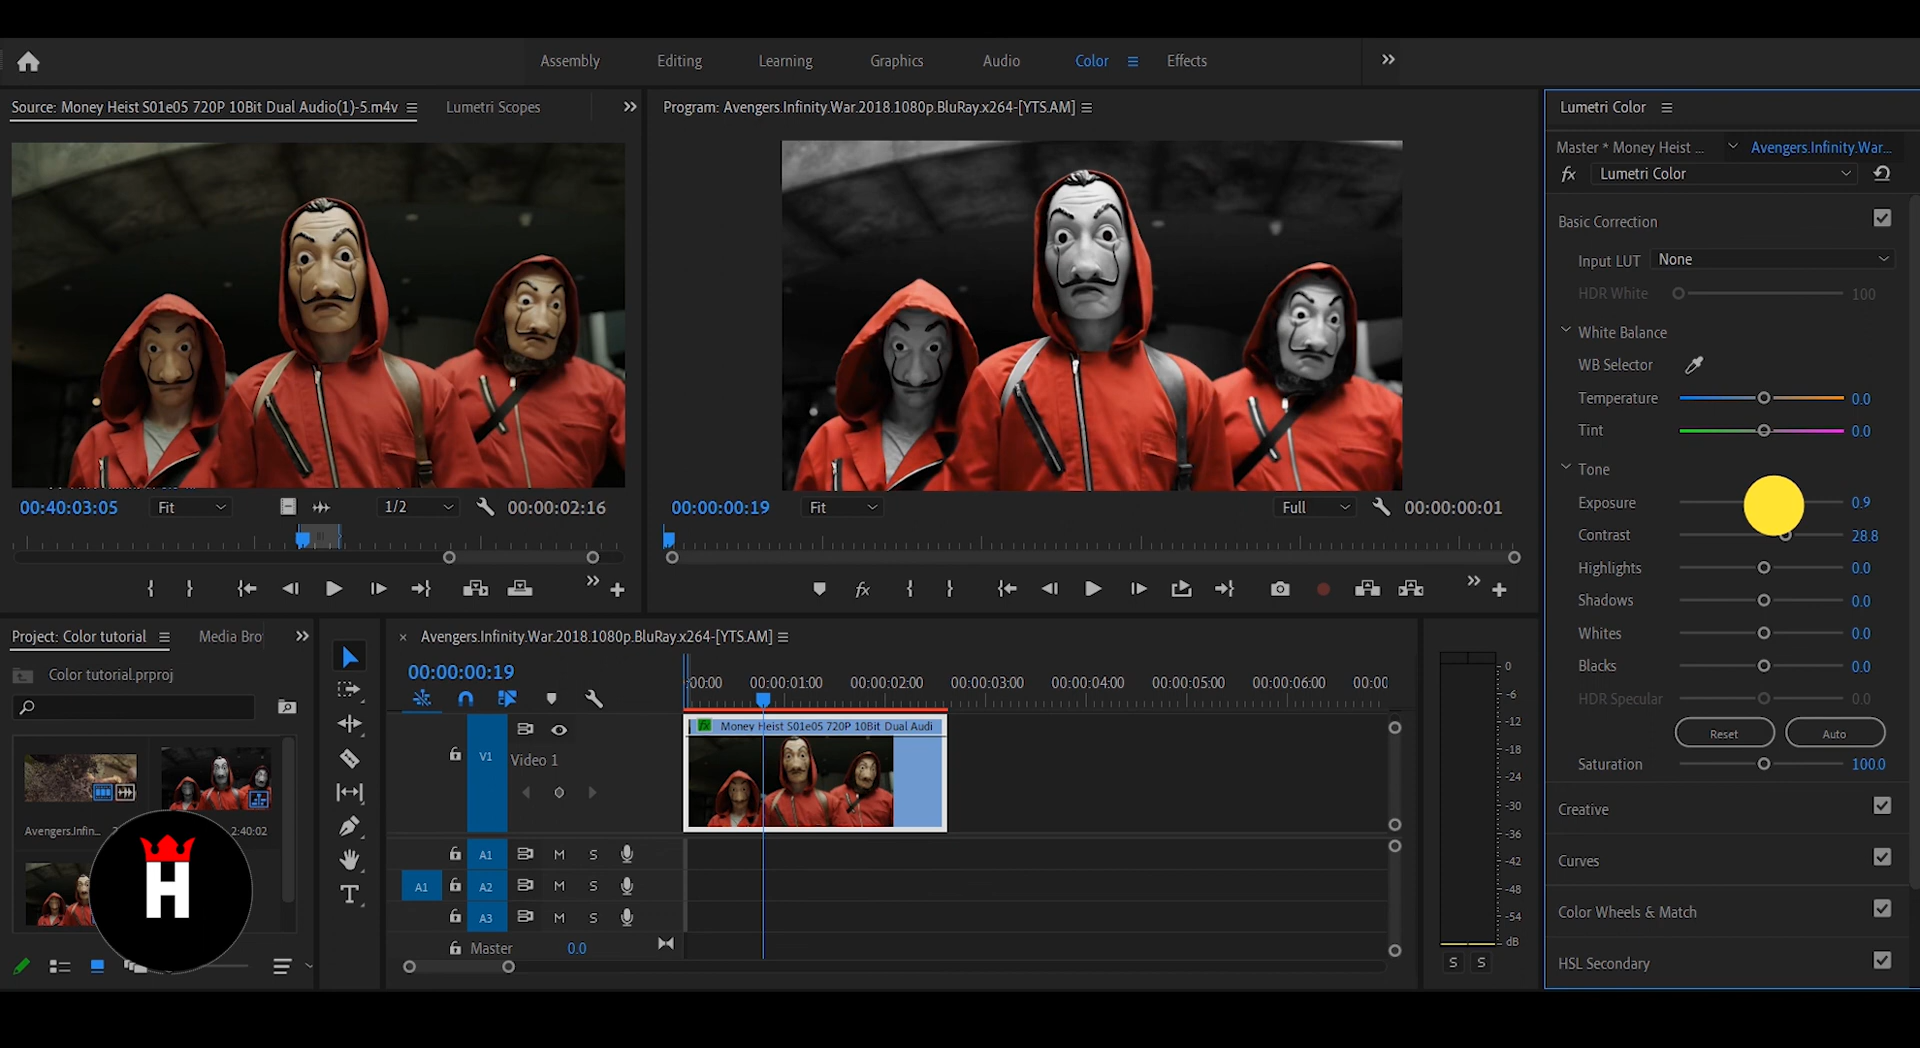 Assembly Editing Learning Graphics Audio Color Effects
Source: Money Heist S01e05 720P 10Bit Dual Audio(1)-5.m4v Lumetri Scopes
Program: Avengers.Infinity.War.2018.1080p.BluRay.x264-[YTS.AM]
Lumetri Color
Master * Money Heist ... Avengers.Infinity.War...
fx Lumetri Color
Basic Correction
Input LUT None
HDR White 100
White Balance
WB Selector
Temperature 0.0
Tint 0.0
Tone
Exposure 0.9
Contrast 28.8
Highlights 0.0
Shadows 0.0
Whites 0.0
Blacks 0.0
HDR Specular 0.0
Reset Auto
Saturation 100.0
Creative
Curves
Color Wheels & Match
HSL Secondary
00:40:03:05 Fit 1/2 00:00:02:16
00:00:00:19 Fit Full 00:00:00:01
fx
Project: Color tutorial Media Bro
Color tutorial.prproj
Avengers.Infin... 2:40:02
H
Avengers.Infinity.War.2018.1080p.BluRay.x264-[YTS.AM]
00:00:00:19
:00:00 00:00:01:00 00:00:02:00 00:00:03:00 00:00:04:00 00:00:05:00 00:00:06:00 00:00:0
fx Money Heist S01e05 720P 10Bit Dual Audi
V1 Video 1
A1 M S
A1 A2 M S
A3 M S
Master 0.0
T
0
-6
-12
-18
-24
-30
-36
-42
-48
-54
dB
S S